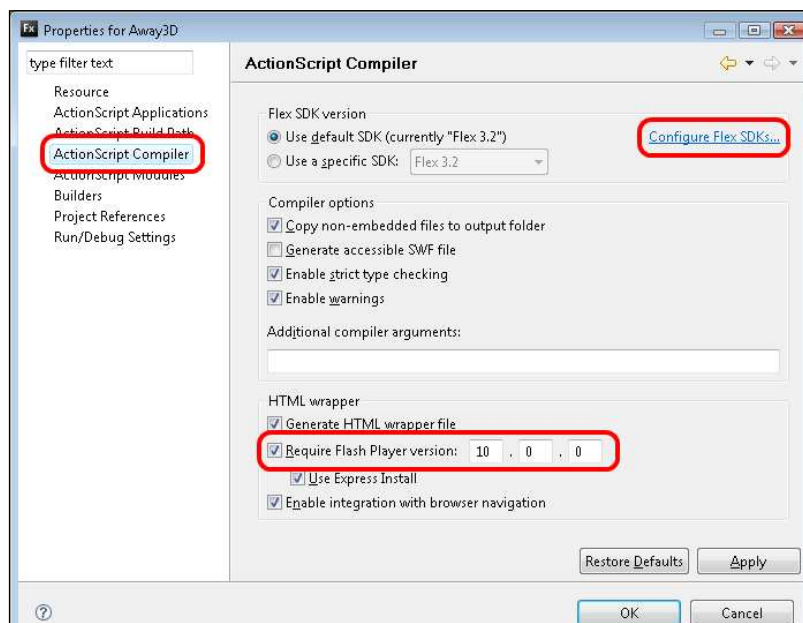 Fx Properties for Away3D
type filter text
Resource
ActionScript Applications
ActionScript Build Path
ActionScript Compiler
ActionScript Modules
Builders
Project References
Run/Debug Settings
ActionScript Compiler
Flex SDK version
Use default SDK (currently "Flex 3.2")
Configure Flex SDKs...
Use a specific SDK: Flex 3.2
Compiler options
Copy non-embedded files to output folder
Generate accessible SWF file
Enable strict type checking
Enable warnings
Additional compiler arguments:
HTML wrapper
Generate HTML wrapper file
Require Flash Player version: 10 . 0 . 0
Use Express Install
Enable integration with browser navigation
Restore Defaults Apply
? OK Cancel